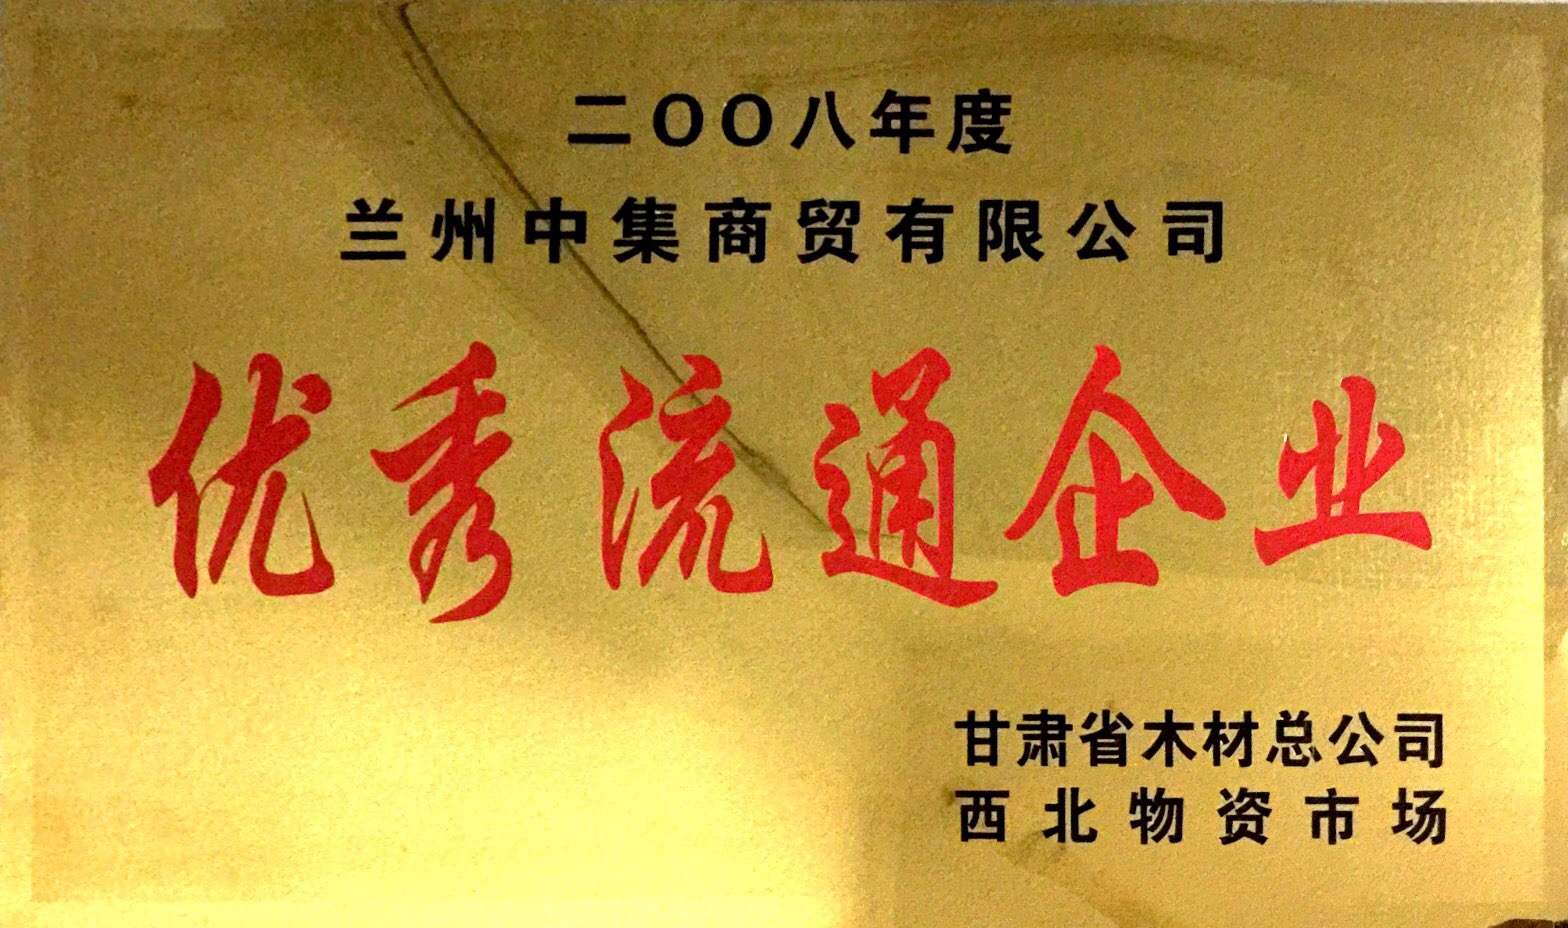 二OO八年度
兰州中集商贸有限公司
优秀流通企业
甘肃省木材总公司
西北物资市场